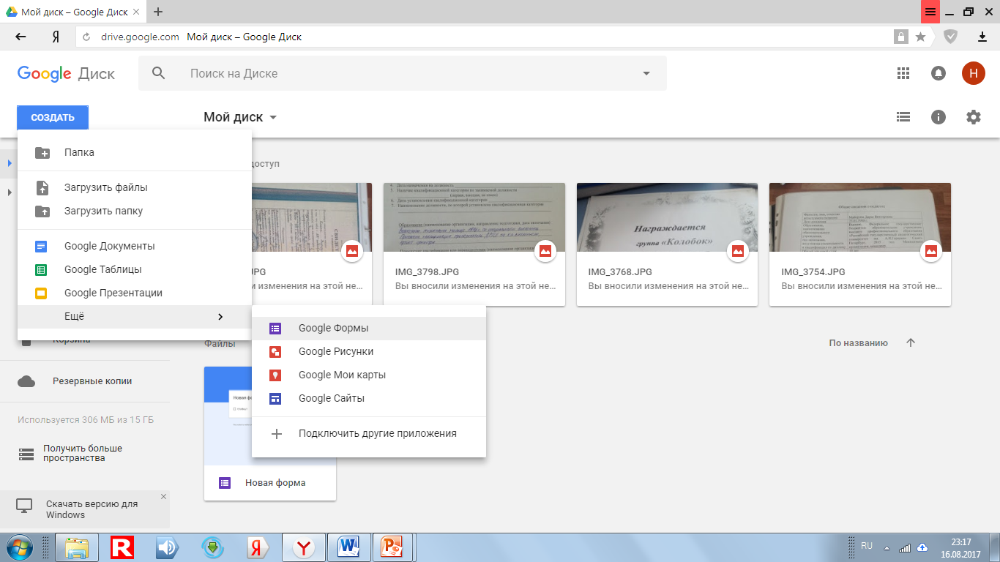 Мой диск – Google Диск
drive.google.com Мой диск – Google Диск
Google Диск
Поиск на Диске
Н
СОЗДАТЬ
Мой диск
Папка
доступ
Загрузить файлы
Загрузить папку
Google Документы
Google Таблицы
Google Презентации
Ещё
Награждается
группа «Колобок»
Общие сведения о педагоге
JPG
и изменения на этой не...
IMG_3798.JPG
Вы вносили изменения на этой не...
IMG_3768.JPG
Вы вносили изменения на этой не...
IMG_3754.JPG
Вы вносили изменения на этой не...
Google Формы
Google Рисунки
Google Мои карты
Google Сайты
Подключить другие приложения
Корзина
Файлы
По названию
Резервные копии
Используется 306 МБ из 15 ГБ
Получить больше
пространства
Новая форма
Скачать версию для
Windows
RU
23:17
16.08.2017